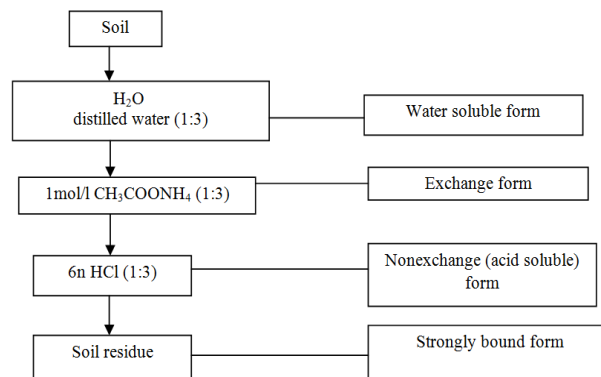 Soil
H₂O
distilled water (1:3)
Water soluble form
1mol/l CH₃COONH₄ (1:3)
Exchange form
6n HCl (1:3)
Nonexchange (acid soluble)
form
Soil residue
Strongly bound form